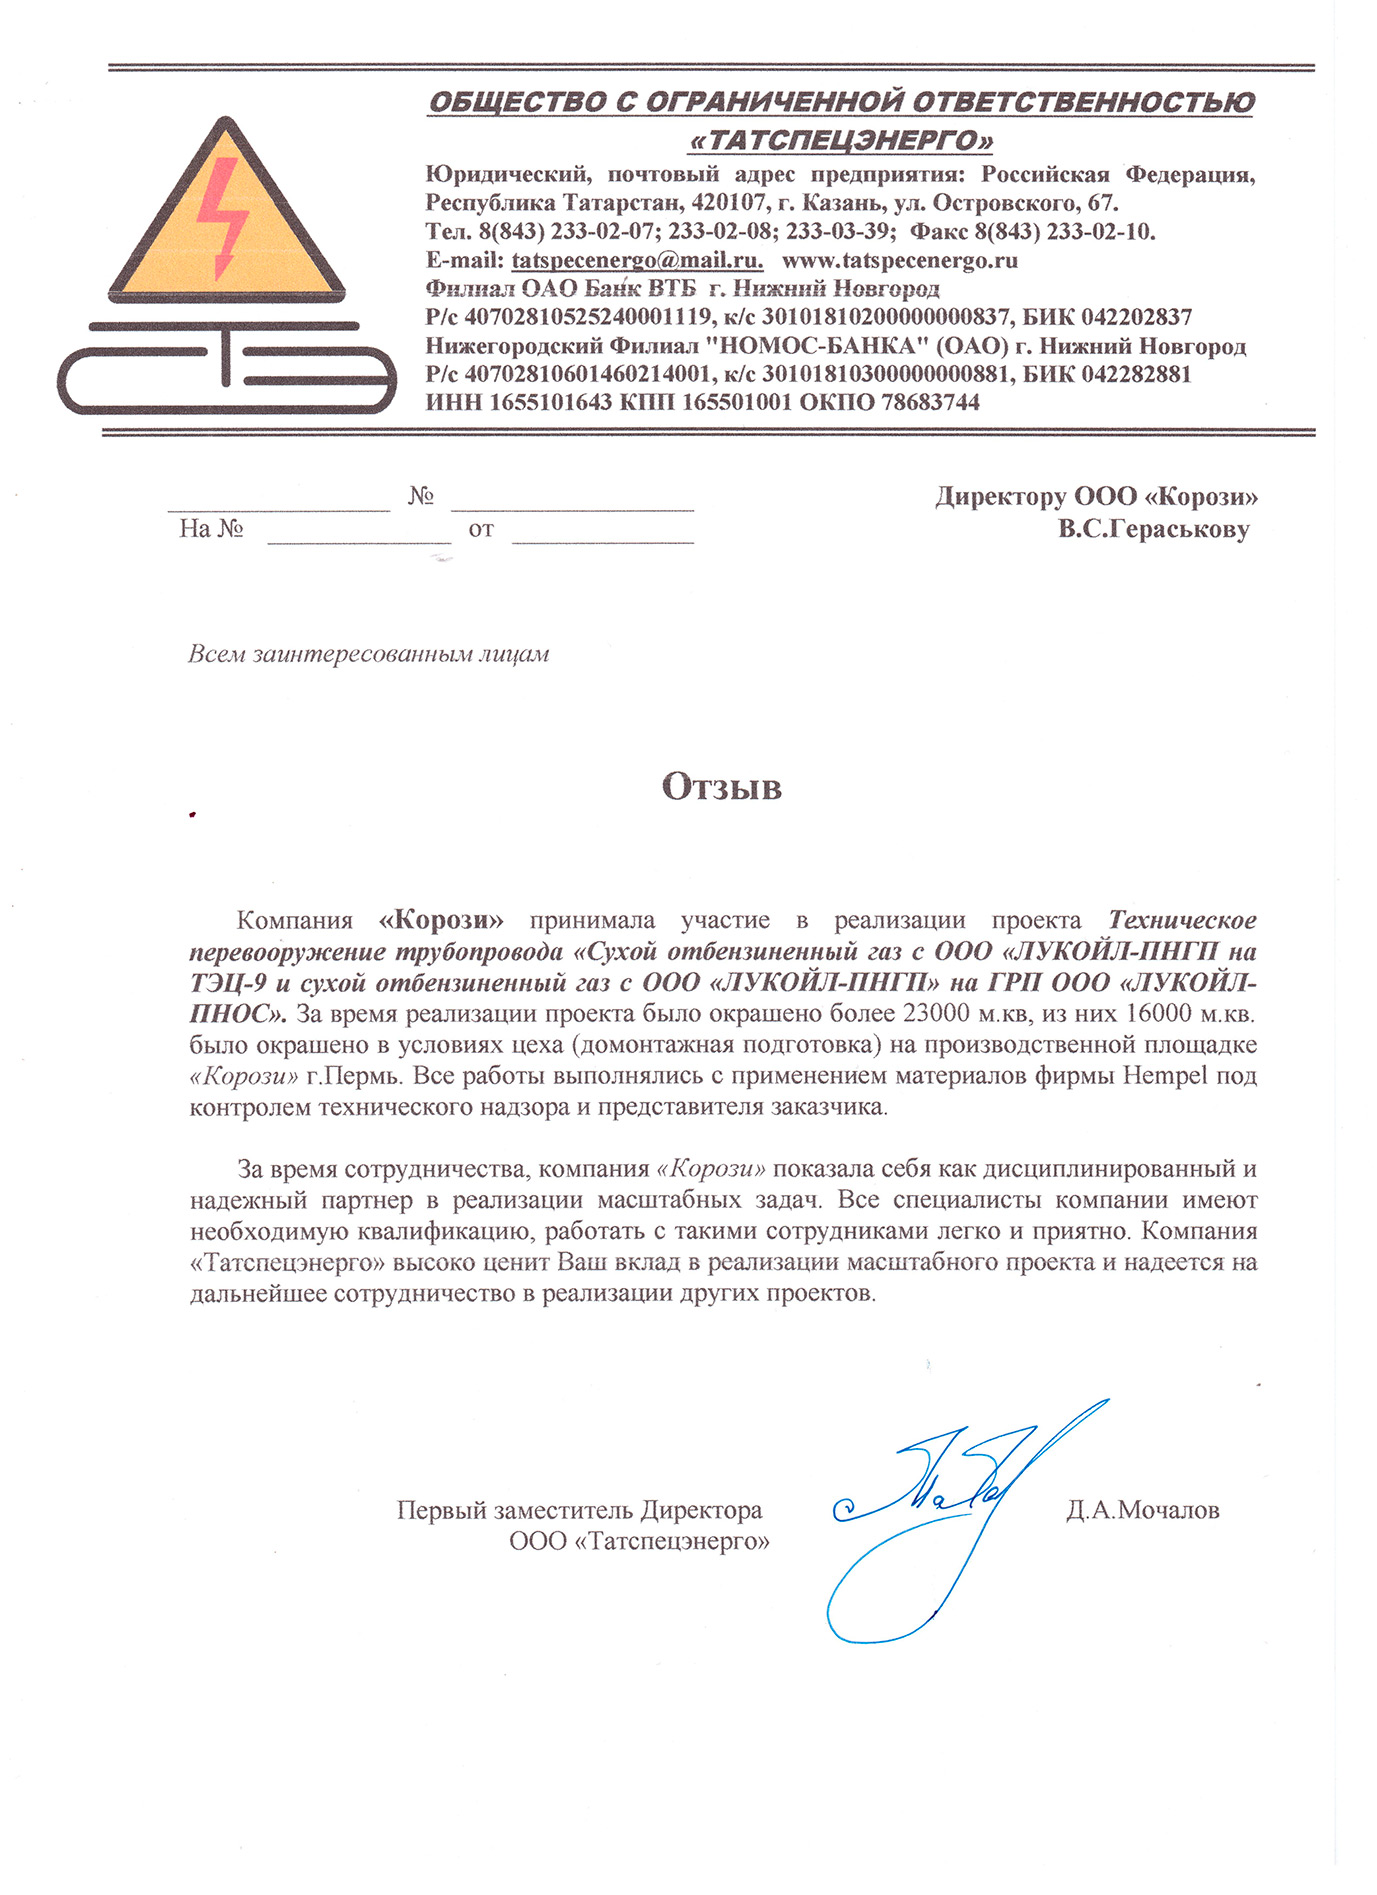 ОБЩЕСТВО С ОГРАНИЧЕННОЙ ОТВЕТСТВЕННОСТЬЮ
«ТАТСПЕЦЭНЕРГО»
Юридический, почтовый адрес предприятия: Российская Федерация,
Республика Татарстан, 420107, г. Казань, ул. Островского, 67.
Тел. 8(843) 233-02-07; 233-02-08; 233-03-39; Факс 8(843) 233-02-10.
E-mail: tatspecenergo@mail.ru. www.tatspecenergo.ru
Филиал ОАО Банк ВТБ г. Нижний Новгород
Р/с 40702810525240001119, к/с 30101810200000000837, БИК 042202837
Нижегородский Филиал "НОМОС-БАНКА" (ОАО) г. Нижний Новгород
Р/с 40702810601460214001, к/с 30101810300000000881, БИК 042282881
ИНН 1655101643 КПП 165501001 ОКПО 78683744
№
На № от
Директору ООО «Корози»
В.С.Гераськову
Всем заинтересованным лицам
Отзыв
Компания «Корози» принимала участие в реализации проекта Техническое
перевооружение трубопровода «Сухой отбензиненный газ с ООО «ЛУКОЙЛ-ПНГП на
ТЭЦ-9 и сухой отбензиненный газ с ООО «ЛУКОЙЛ-ПНГП» на ГРП ООО «ЛУКОЙЛ-
ПНОС». За время реализации проекта было окрашено более 23000 м.кв, из них 16000 м.кв.
было окрашено в условиях цеха (домонтажная подготовка) на производственной площадке
«Корози» г.Пермь. Все работы выполнялись с применением материалов фирмы Hempel под
контролем технического надзора и представителя заказчика.
За время сотрудничества, компания «Корози» показала себя как дисциплинированный и
надежный партнер в реализации масштабных задач. Все специалисты компании имеют
необходимую квалификацию, работать с такими сотрудниками легко и приятно. Компания
«Татспецэнерго» высоко ценит Ваш вклад в реализации масштабного проекта и надеется на
дальнейшее сотрудничество в реализации других проектов.
Первый заместитель Директора Д.А.Мочалов
ООО «Татспецэнерго»